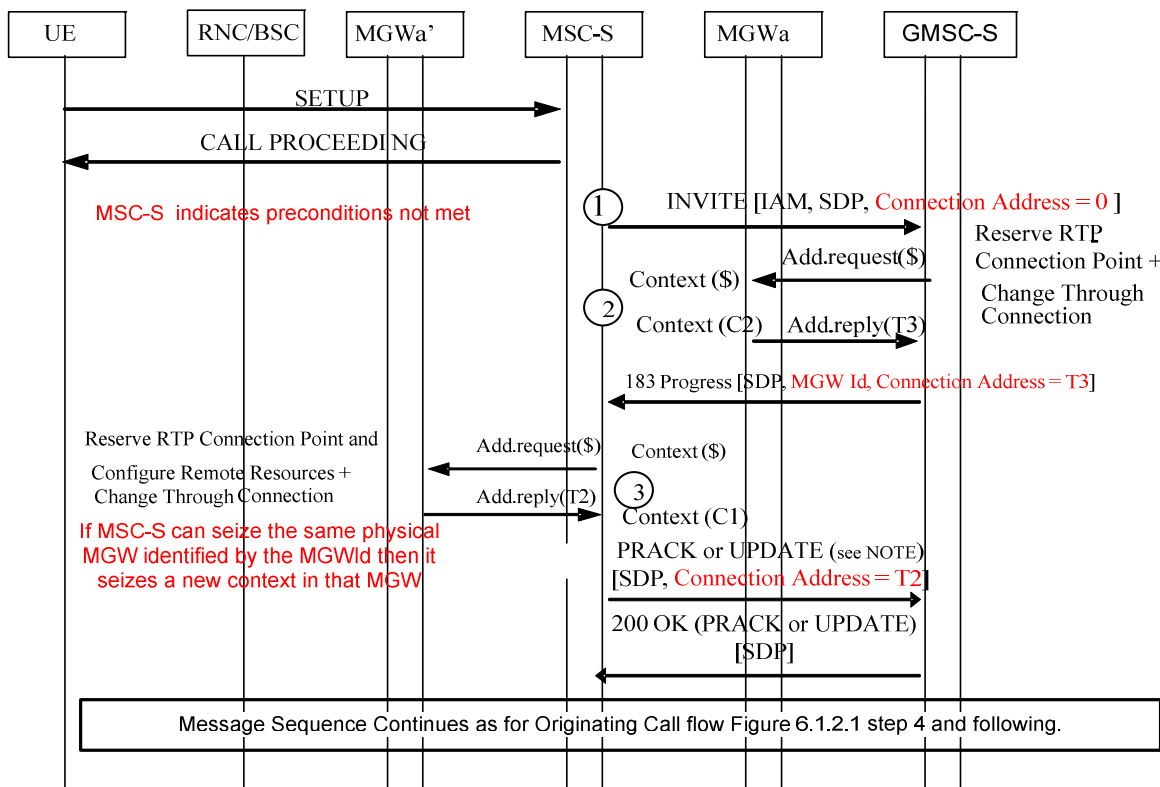 UE
RNC/BSC
MGWa’
MSC-S
MGWa
GMSC-S
SETUP
CALL PROCEEDING
MSC-S indicates preconditions not met
1
INVITE [IAM, SDP, Connection Address = 0 ]
Reserve RTP
Connection Point +
Change Through
Connection
Add.request($)
Context ($)
2
Context (C2)
Add.reply(T3)
183 Progress [SDP, MGW Id, Connection Address = T3]
Reserve RTP Connection Point and
Configure Remote Resources +
Change Through Connection
Add.request($)
Context ($)
Add.reply(T2)
3
Context (C1)
If MSC-S can seize the same physical
MGW identified by the MGWId then it
seizes a new context in that MGW
PRACK or UPDATE (see NOTE)
[SDP, Connection Address = T2]
200 OK (PRACK or UPDATE)
[SDP]
Message Sequence Continues as for Originating Call flow Figure 6.1.2.1 step 4 and following.